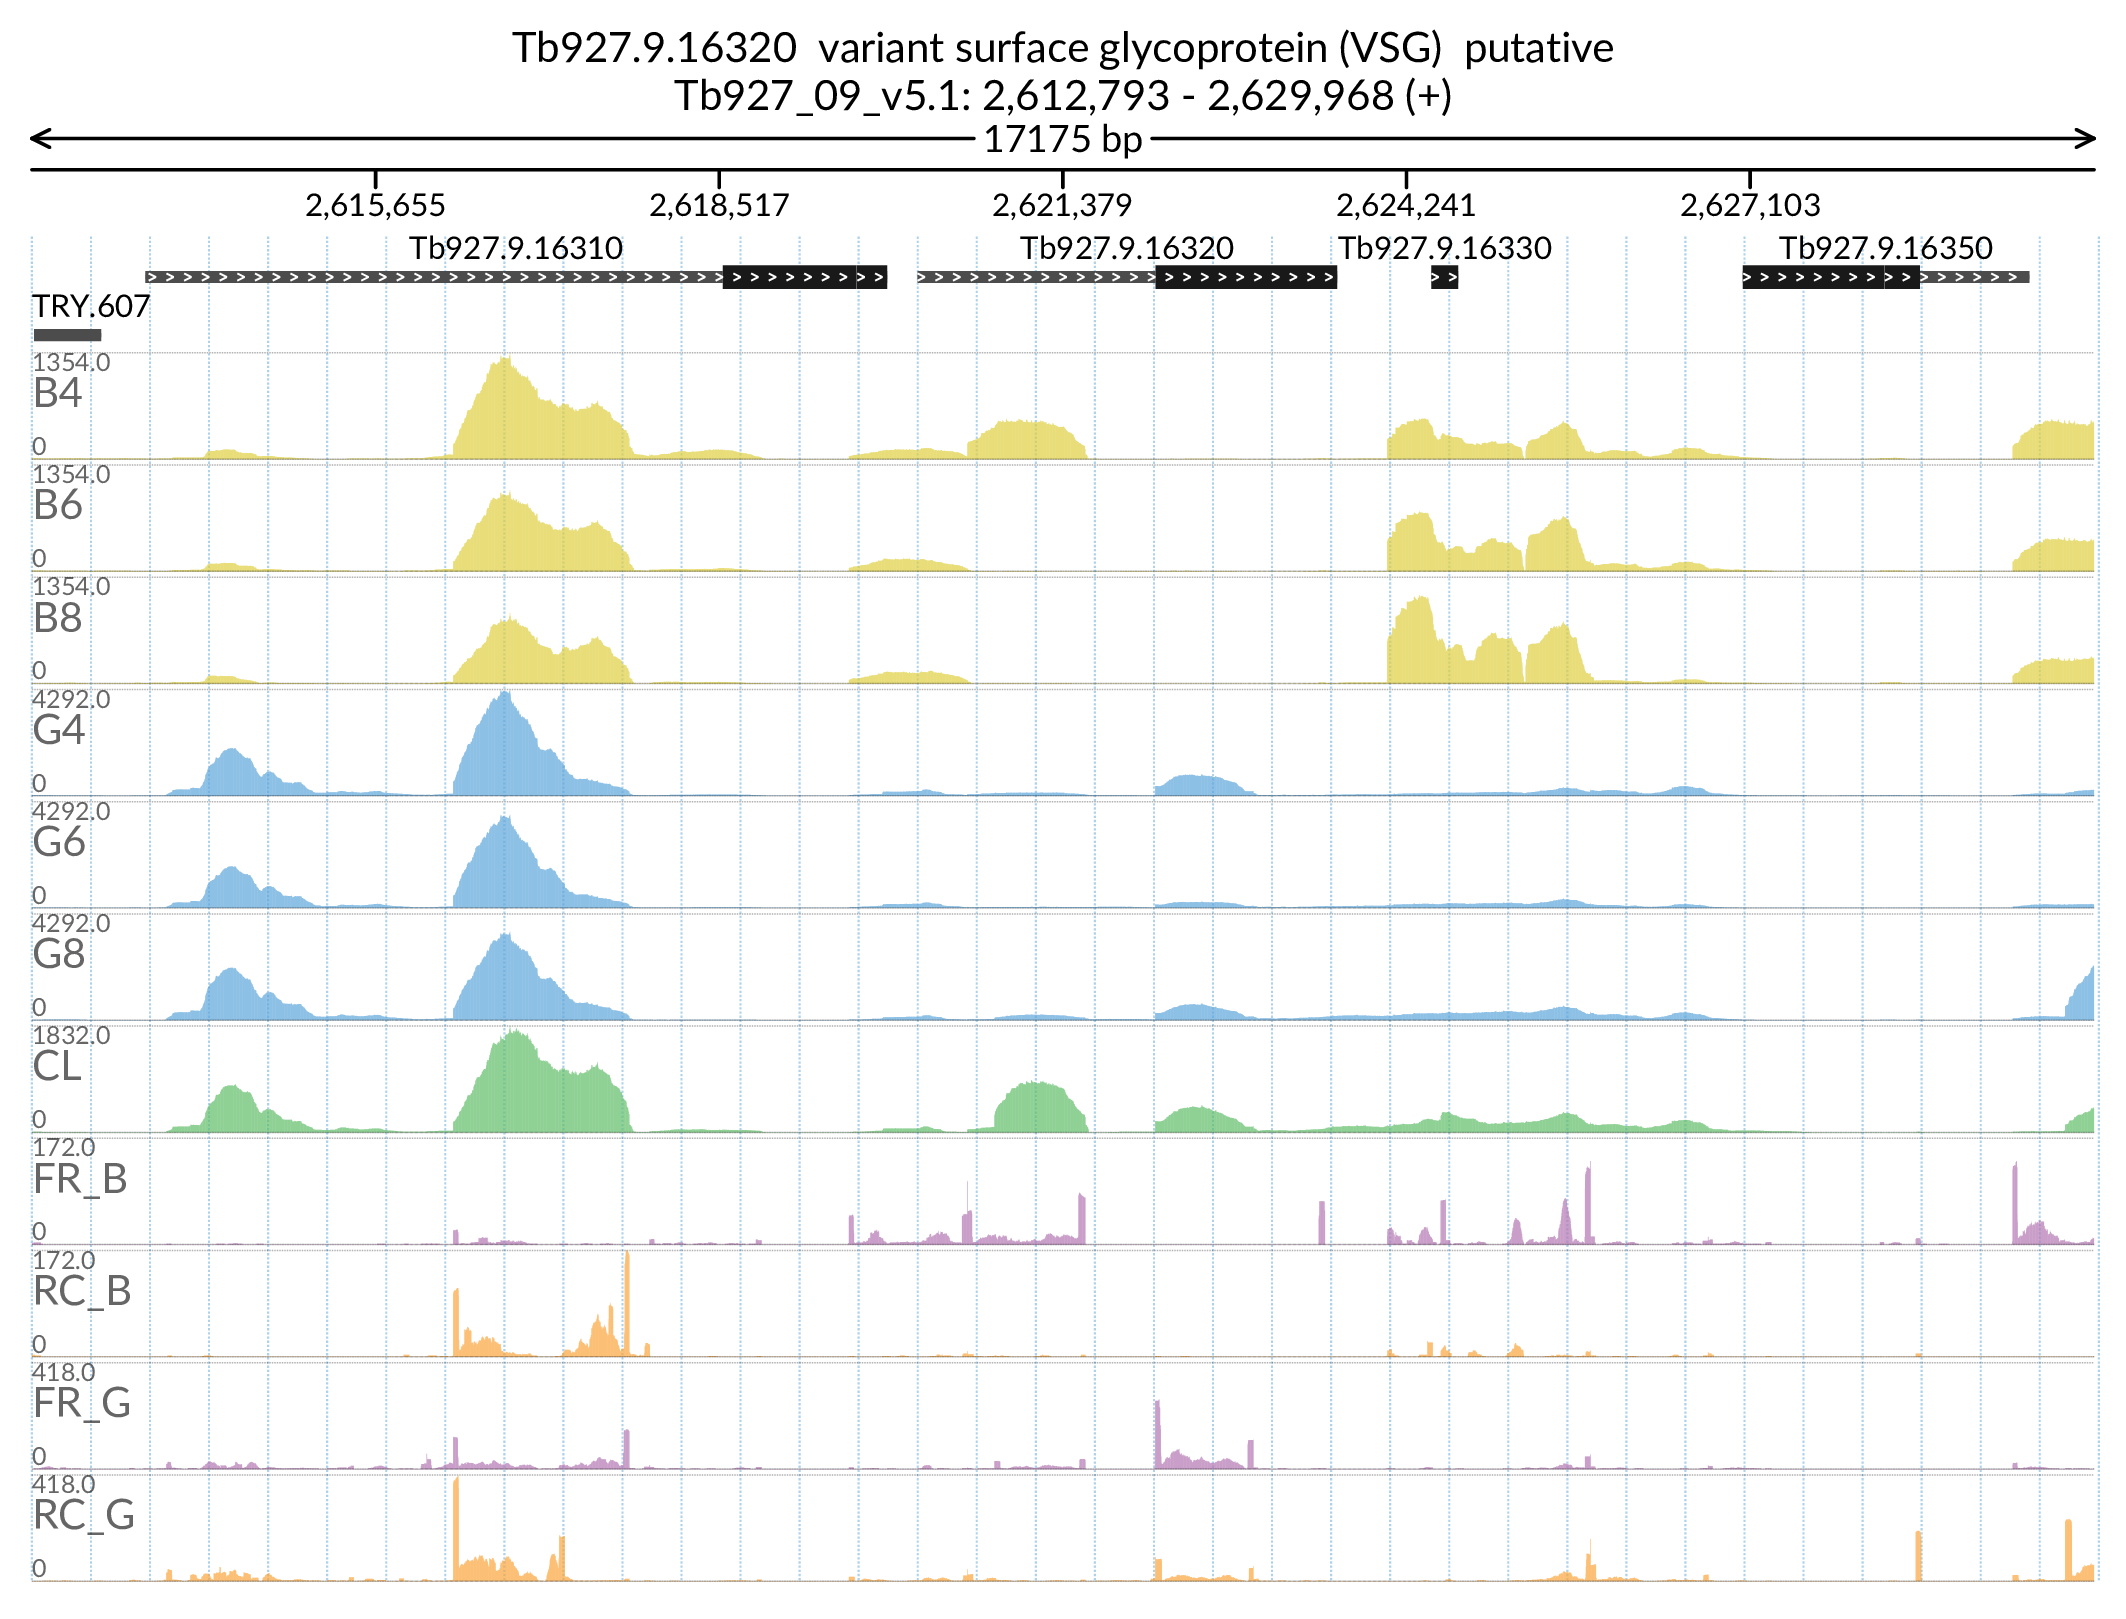 Tb927.9.16320  variant surface glycoprotein (VSG)  putative
Tb927_09_v5.1: 2,612,793 - 2,629,968 (+)
17175 bp
2,615,655 2,618,517 2,621,379 2,624,241 2,627,103
Tb927.9.16310 Tb927.9.16320 Tb927.9.16330 Tb927.9.16350
TRY.607
1354.0
B4
0
1354.0
B6
0
1354.0
B8
0
4292.0
G4
0
4292.0
G6
0
4292.0
G8
0
1832.0
CL
0
172.0
FR_B
0
172.0
RC_B
0
418.0
FR_G
0
418.0
RC_G
0